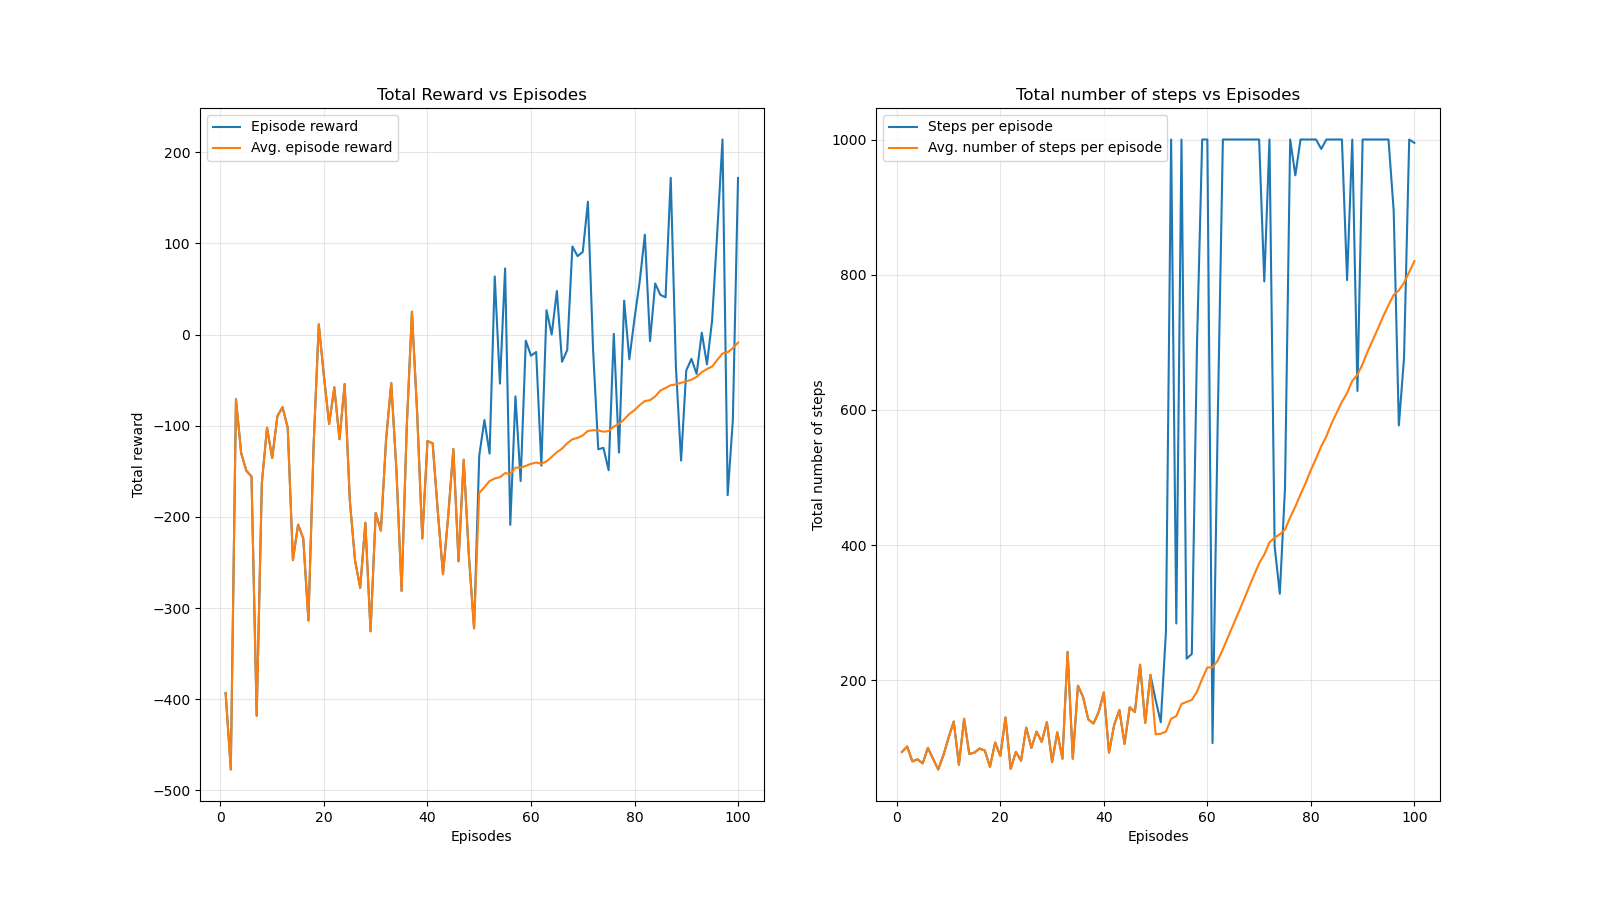 Total Reward vs Episodes
Episode reward
Avg. episode reward
200
100
0
−100
−200
−300
−400
−500
Total reward
0 20 40 60 80 100
Episodes
Total number of steps vs Episodes
Steps per episode
Avg. number of steps per episode
1000
800
600
400
200
Total number of steps
0 20 40 60 80 100
Episodes